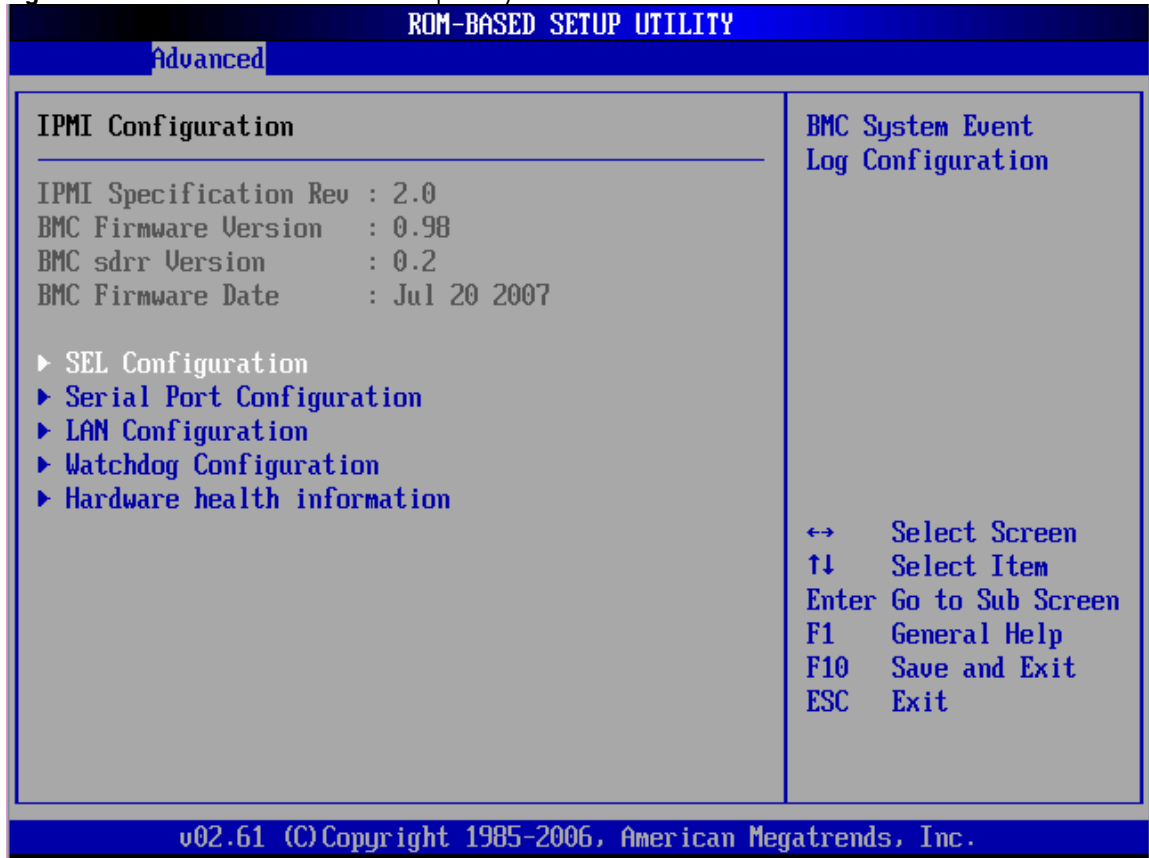 ROM-BASED SETUP UTILITY
Advanced
IPMI Configuration
IPMI Specification Rev : 2.0
BMC Firmware Version : 0.98
BMC sdrr Version : 0.2
BMC Firmware Date : Jul 20 2007
▶ SEL Configuration
▶ Serial Port Configuration
▶ LAN Configuration
▶ Watchdog Configuration
▶ Hardware health information
BMC System Event
Log Configuration
↔ Select Screen
↑↓ Select Item
Enter Go to Sub Screen
F1 General Help
F10 Save and Exit
ESC Exit
v02.61 (C)Copyright 1985-2006, American Megatrends, Inc.